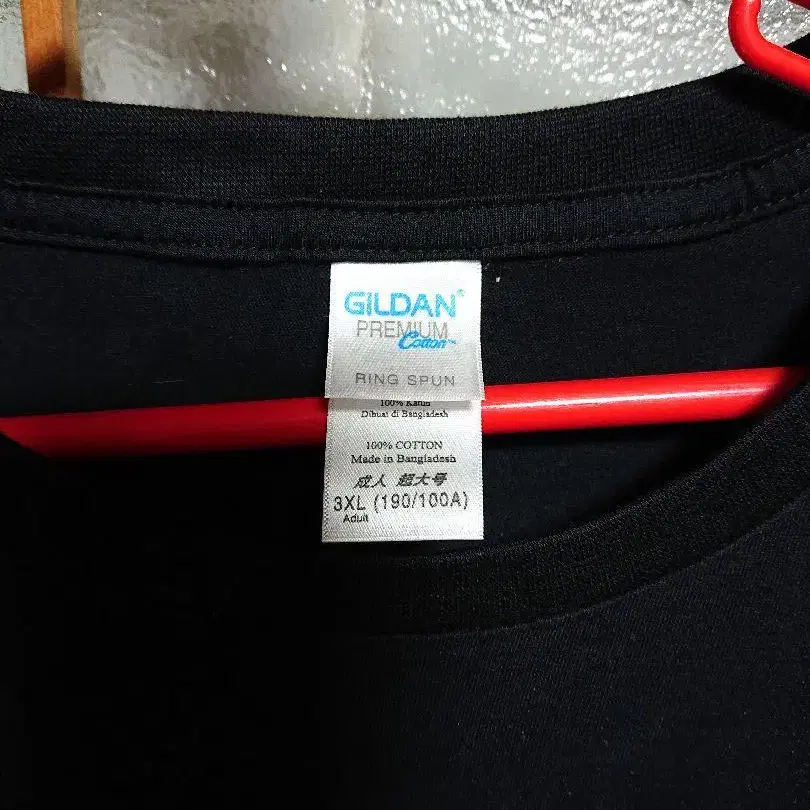 GILDAN®
PREMIUM
Cotton™
RING SPUN
100% Katun
Dibuat di Bangladesh
100% COTTON
Made in Bangladesh
成人 超大号
3XL (190/100A)
Adult